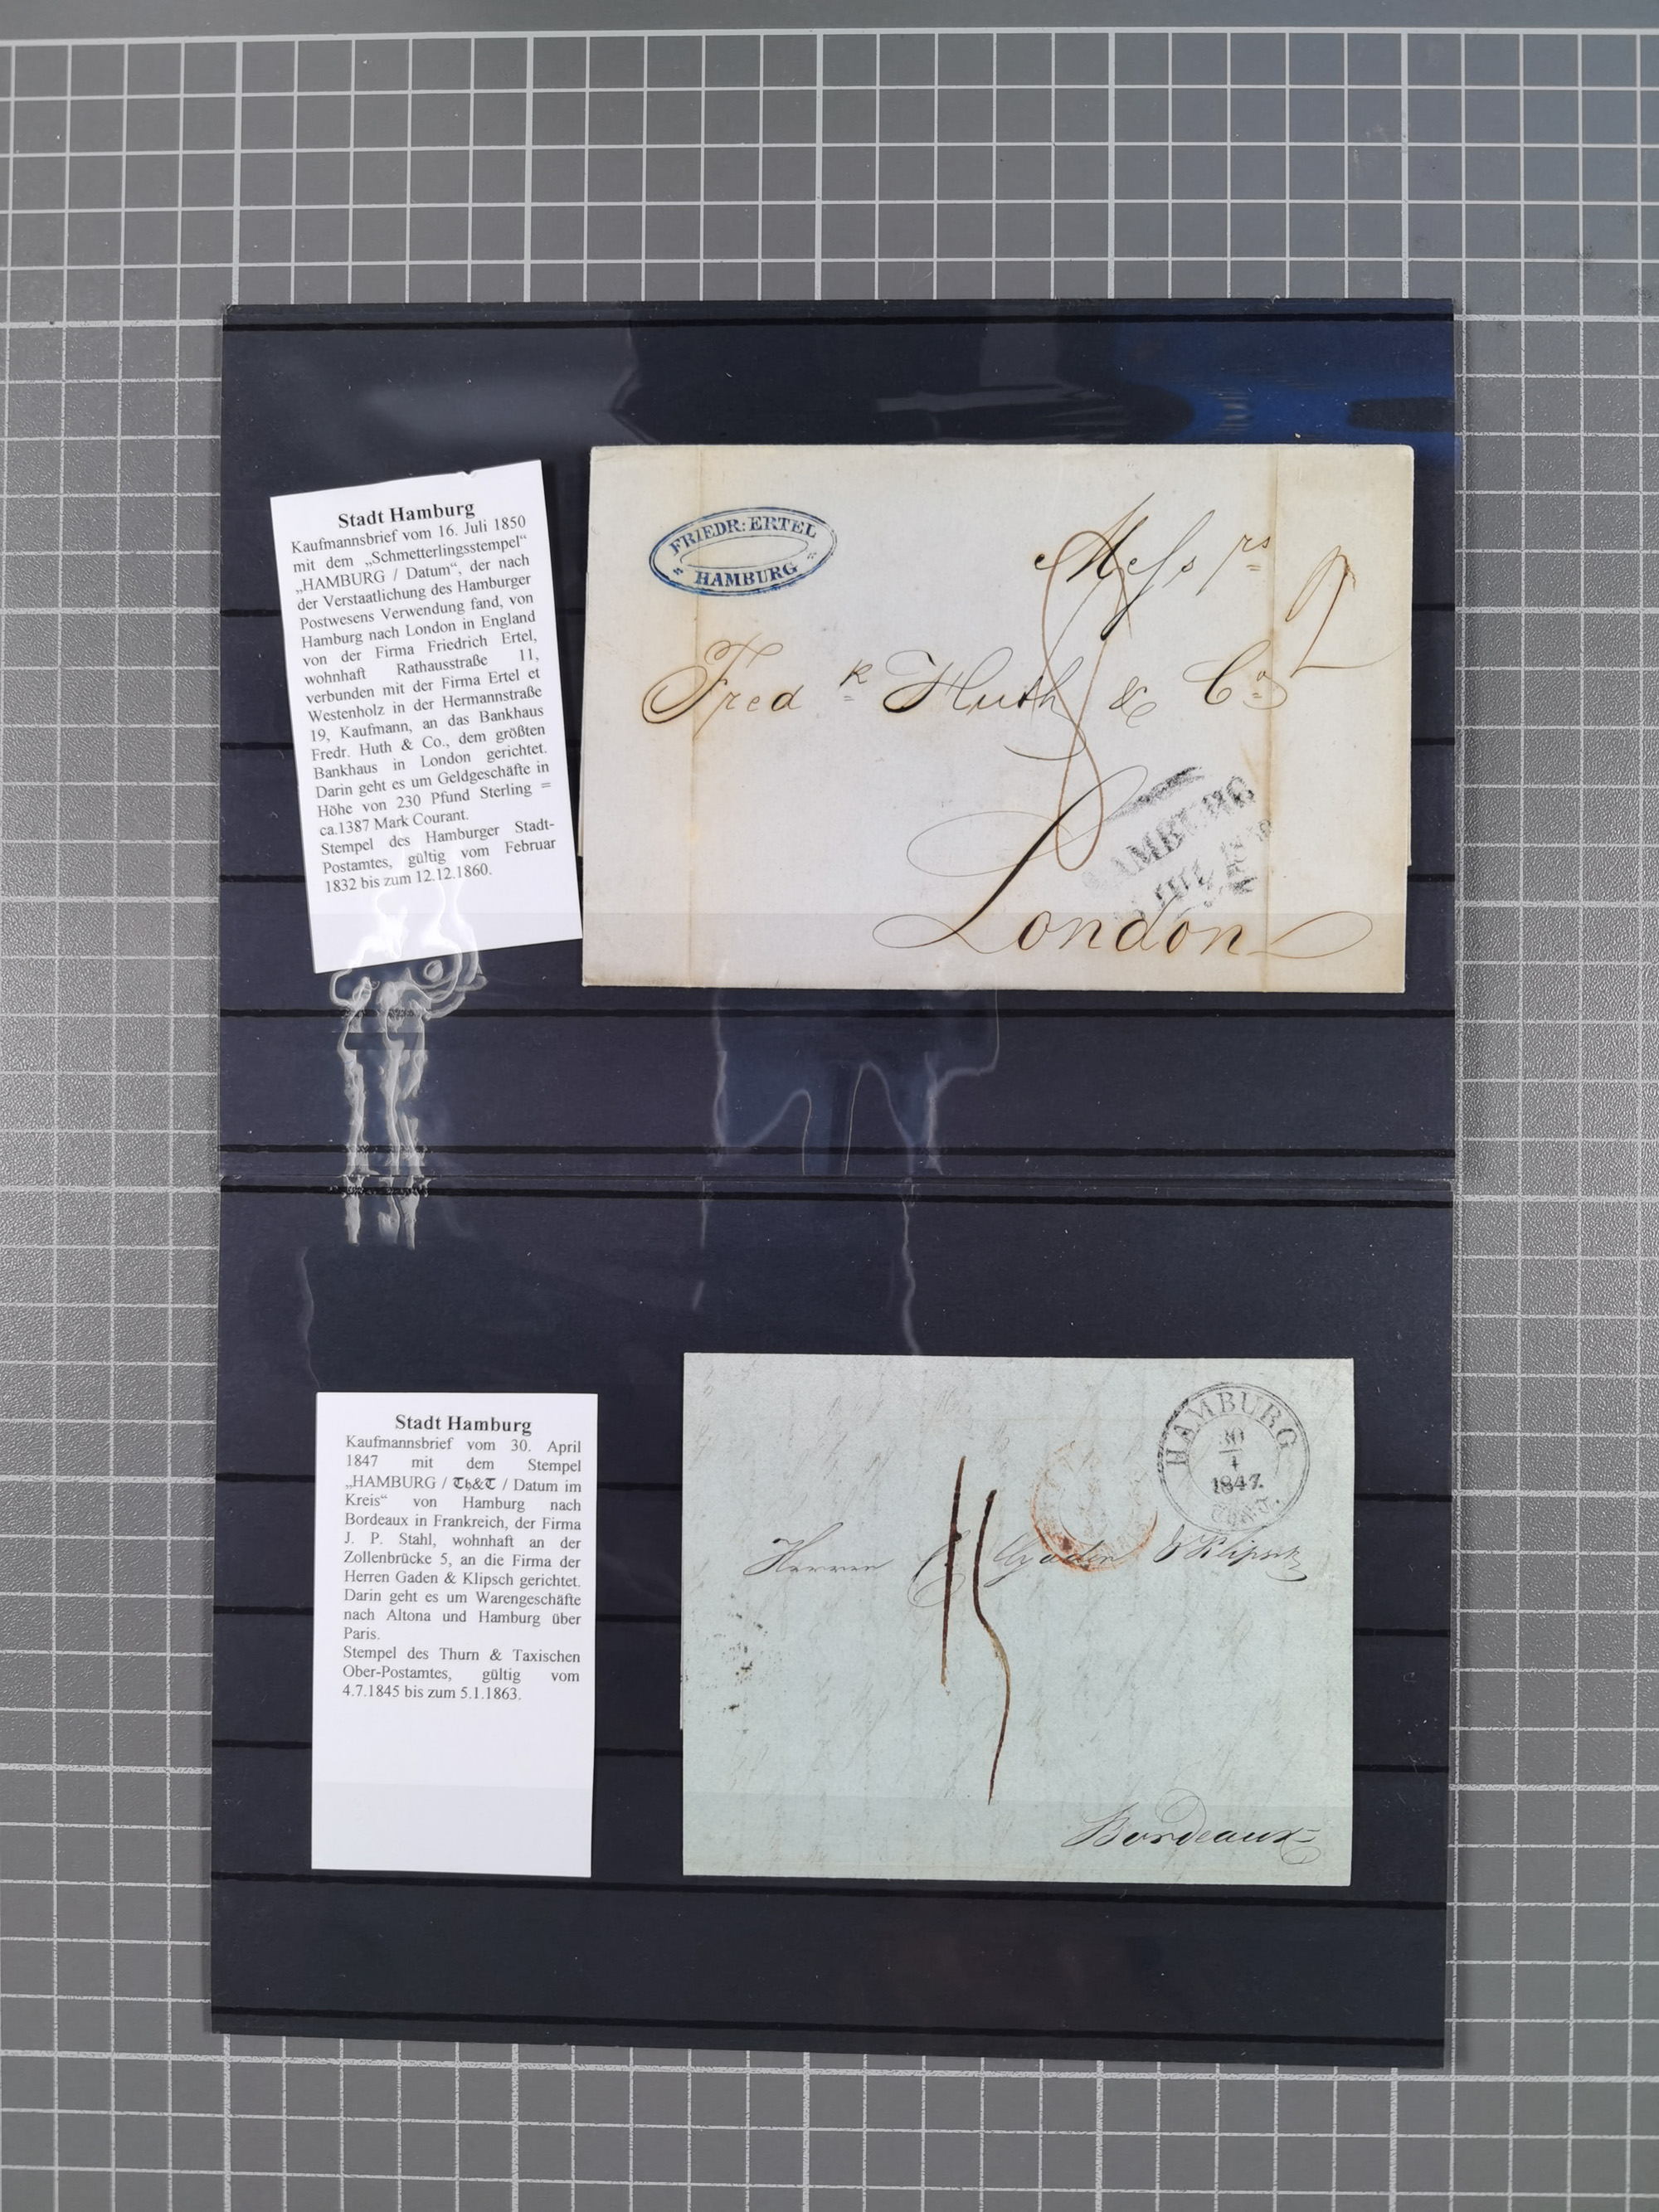 Stadt Hamburg
Kaufmannsbrief vom 16. Juli 1850
mit dem „Schmetterlingsstempel“
„HAMBURG / Datum“, der nach
der Verstaatlichung des Hamburger
Postwesens Verwendung fand, von
Hamburg nach London in England
von der Firma Friedrich Ertel,
wohnhaft Rathausstraße 11,
verbunden mit der Firma Ertel et
Westenholz in der Hermannstraße
19, Kaufmann, an das Bankhaus
Fredr. Huth & Co., dem größten
Bankhaus in London gerichtet.
Darin geht es um Geldgeschäfte in
Höhe von 230 Pfund Sterling =
ca.1387 Mark Courant.
Stempel des Hamburger Stadt-
Postamtes, gültig vom Februar
1832 bis zum 12.12.1860.
FRIEDR: ERTEL
HAMBURG
Messrs
Fredk Huth & Co
8
HAMBURG
London
Stadt Hamburg
Kaufmannsbrief vom 30. April
1847 mit dem Stempel
„HAMBURG / Th&T / Datum im
Kreis“ von Hamburg nach
Bordeaux in Frankreich, der Firma
J. P. Stahl, wohnhaft an der
Zollenbrücke 5, an die Firma der
Herren Gaden & Klipsch gerichtet.
Darin geht es um Warengeschäfte
nach Altona und Hamburg über
Paris.
Stempel des Thurn & Taxischen
Ober-Postamtes, gültig vom
4.7.1845 bis zum 5.1.1863.
HAMBURG
30
4
1847.
Th.&T.
Herren Gaden & Klipsch
15
Bordeaux